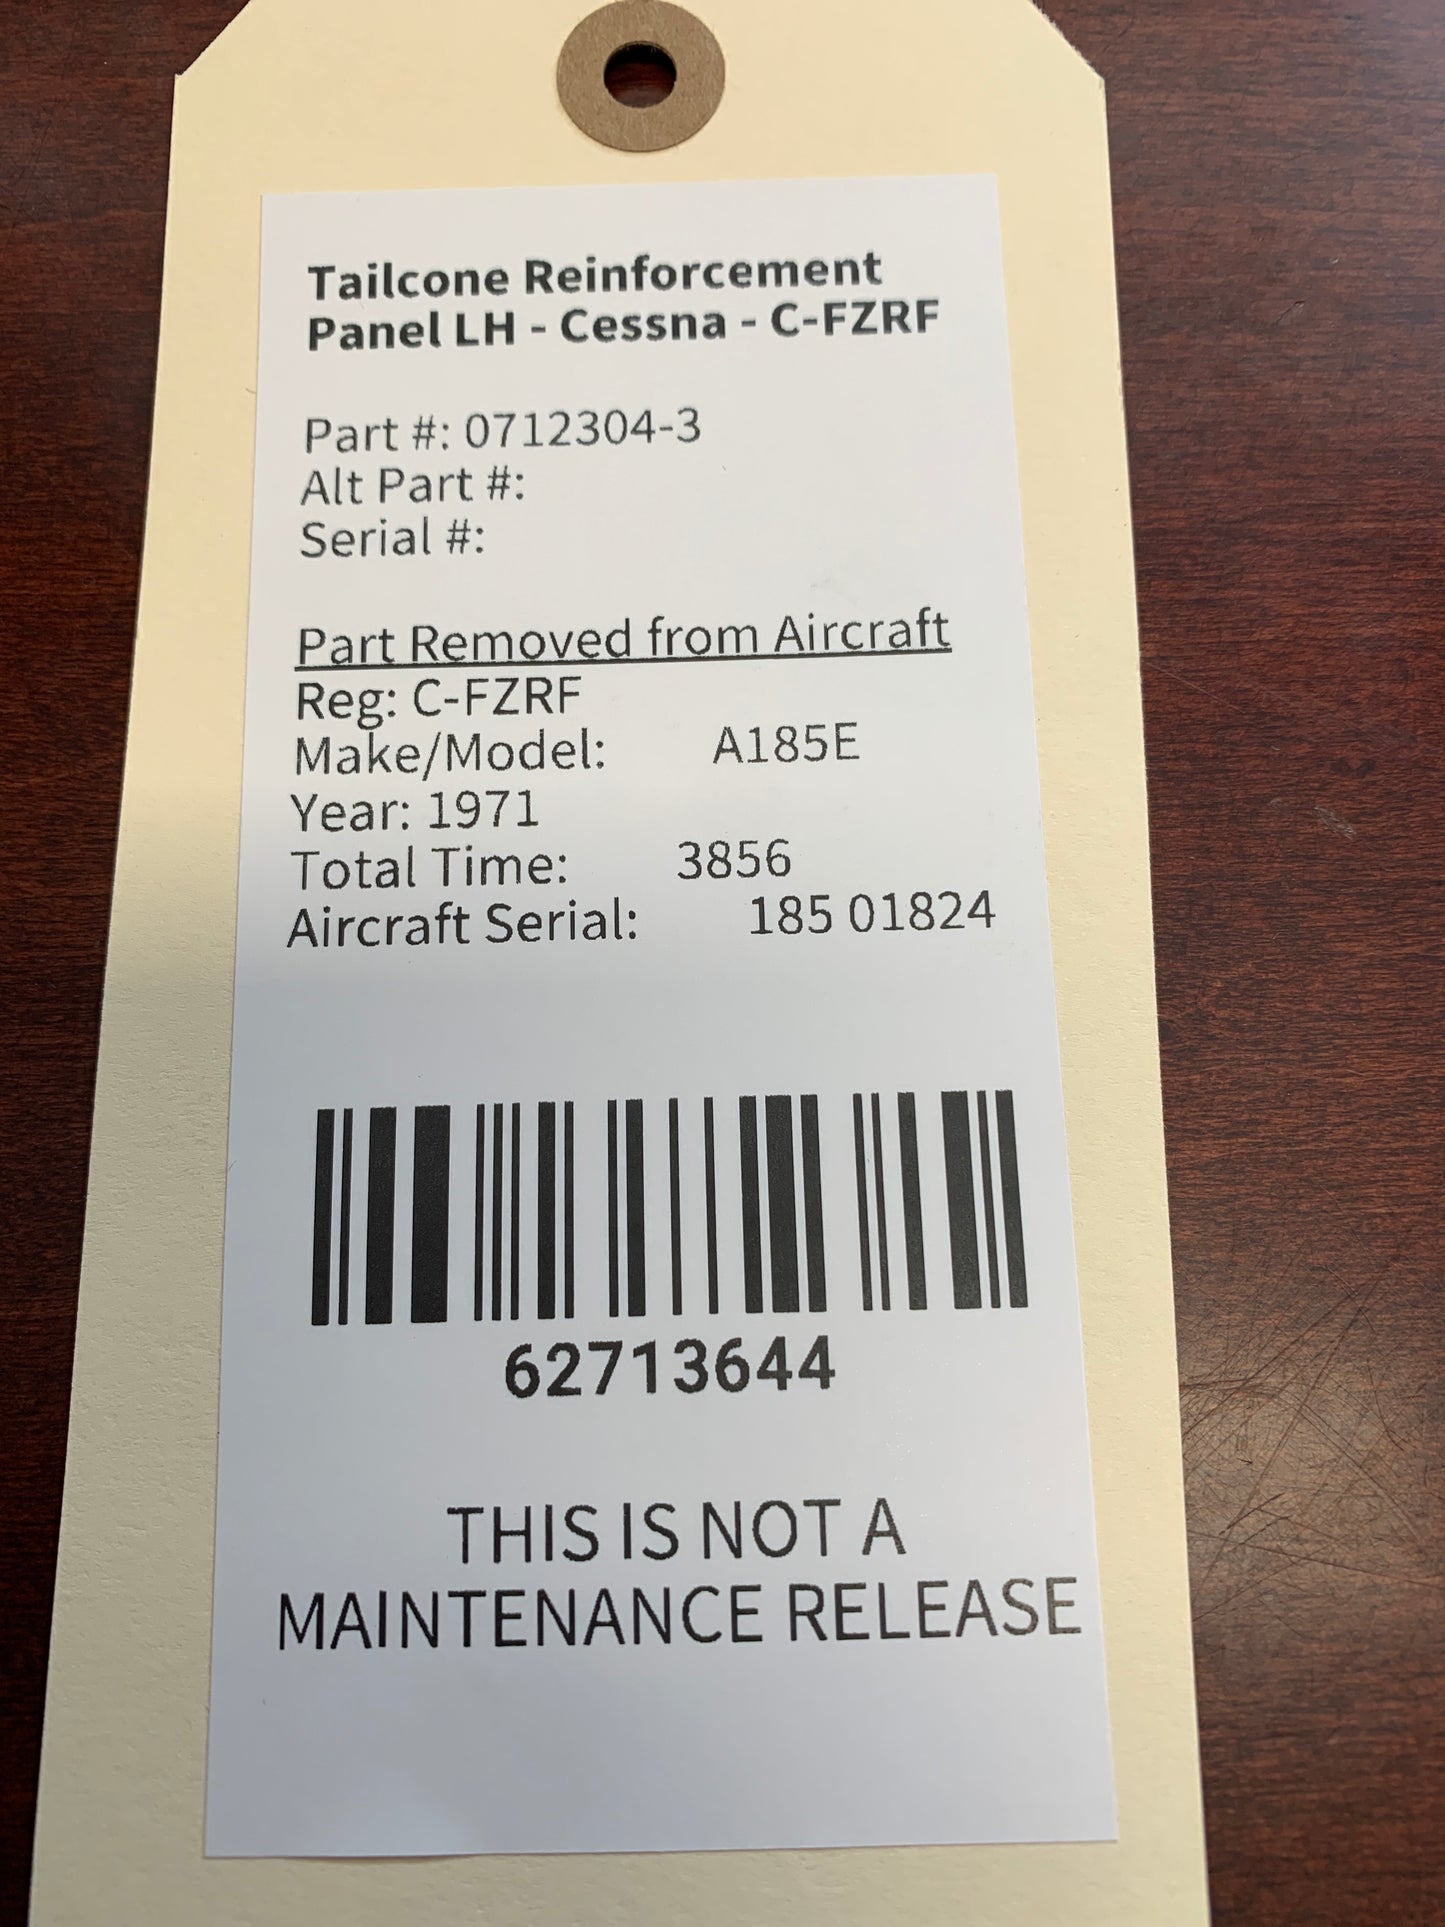 Tailcone Reinforcement
Panel LH - Cessna - C-FZRF
Part #: 0712304-3
Alt Part #:
Serial #:
Part Removed from Aircraft
Reg: C-FZRF
Make/Model: A185E
Year: 1971
Total Time: 3856
Aircraft Serial: 185 01824
62713644
THIS IS NOT A
MAINTENANCE RELEASE